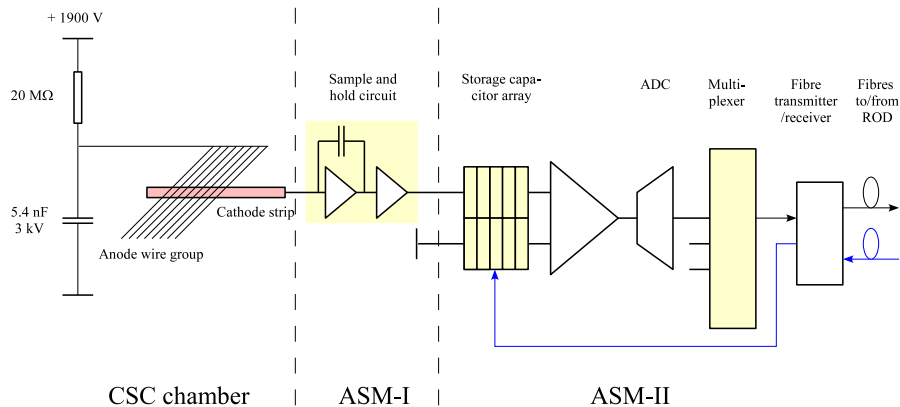 + 1900 V
20 MΩ
5.4 nF
3 kV
Anode wire group
Cathode strip
Sample and
hold circuit
Storage capa-
citor array
ADC
Multi-
plexer
Fibre
transmitter
/receiver
Fibres
to/from
ROD
CSC chamber
ASM-I
ASM-II